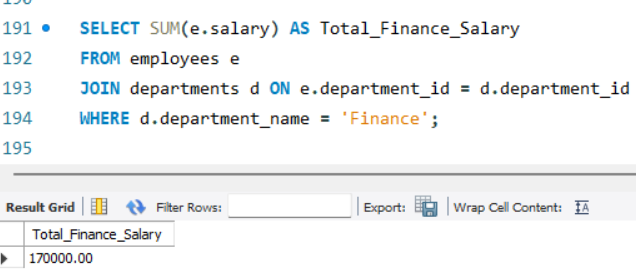 190
191 SELECT SUM(e.salary) AS Total_Finance_Salary
192 FROM employees e
193 JOIN departments d ON e.department_id = d.department_id
194 WHERE d.department_name = 'Finance';
195
Result Grid Filter Rows: Export: Wrap Cell Content: IA
Total_Finance_Salary
170000.00